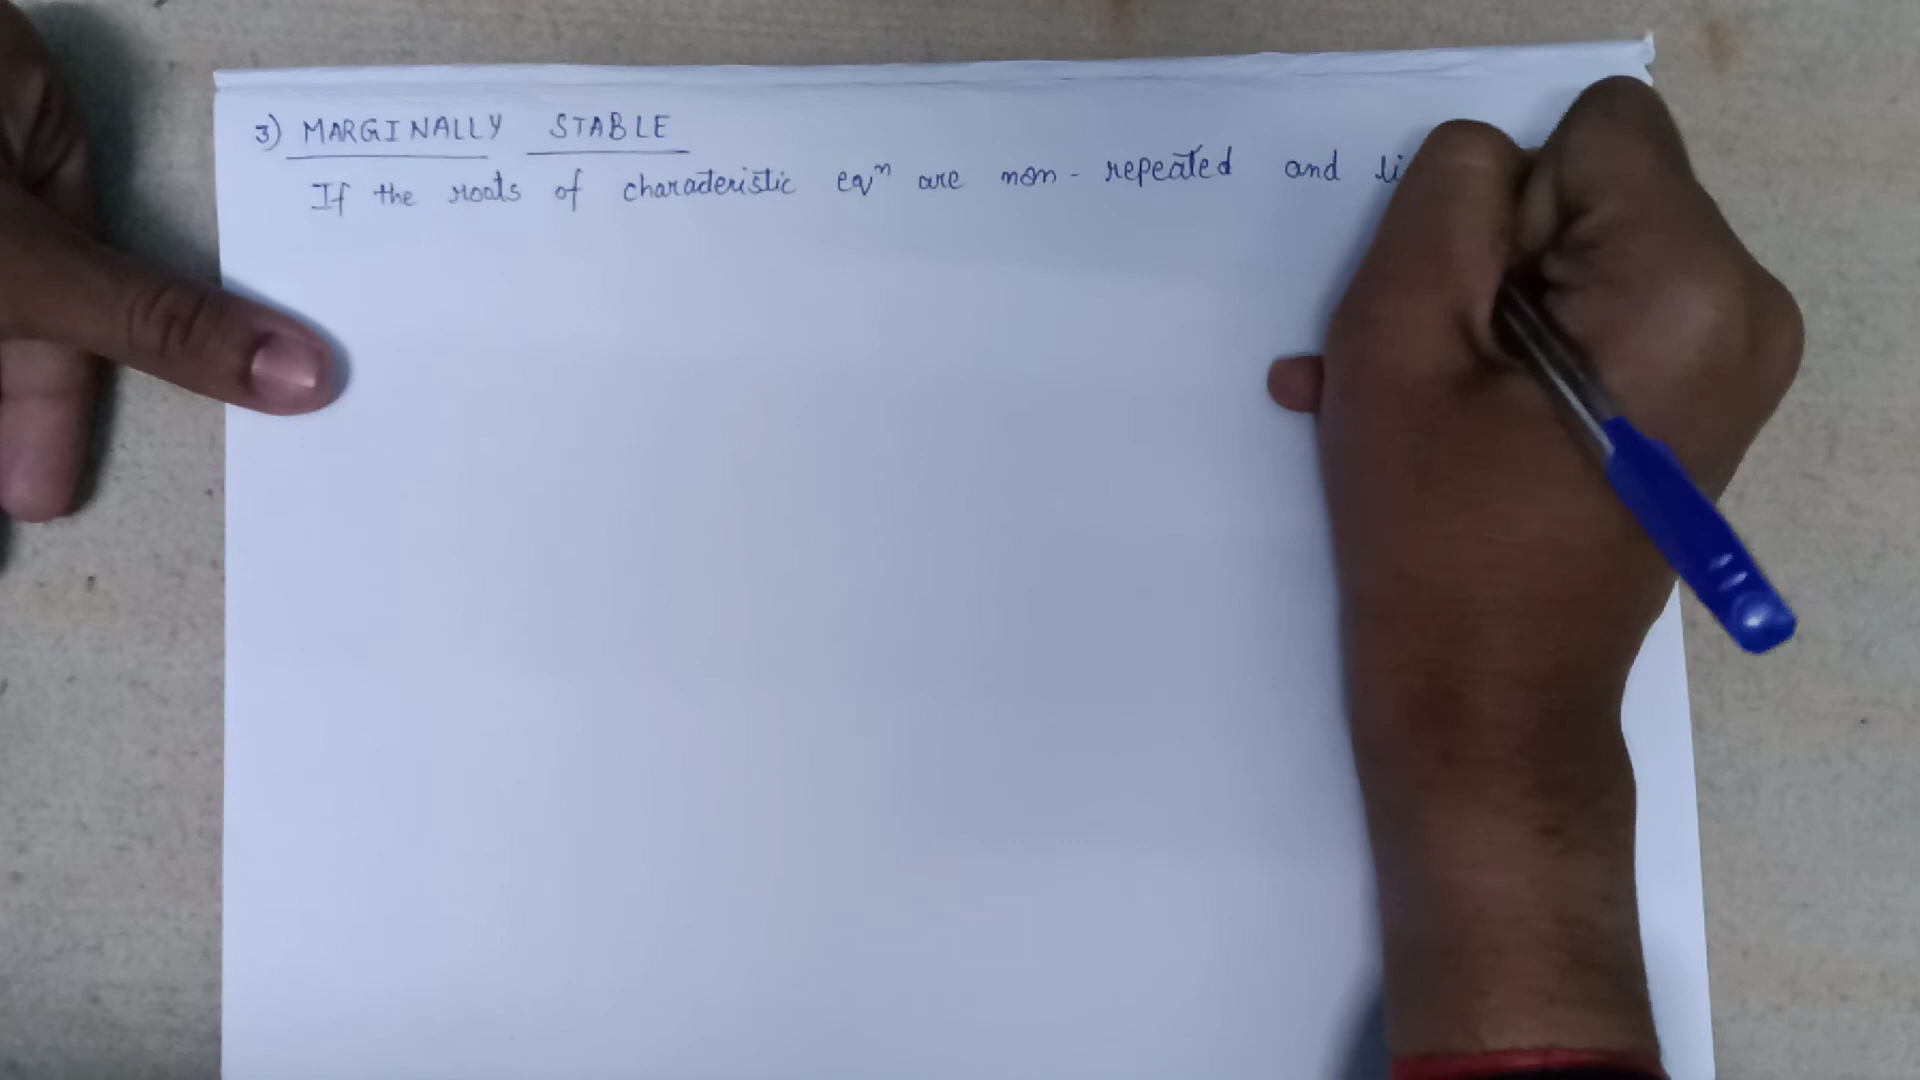 3) MARGINALLY STABLE
If the roots of characteristic eqⁿ are non-repeated and